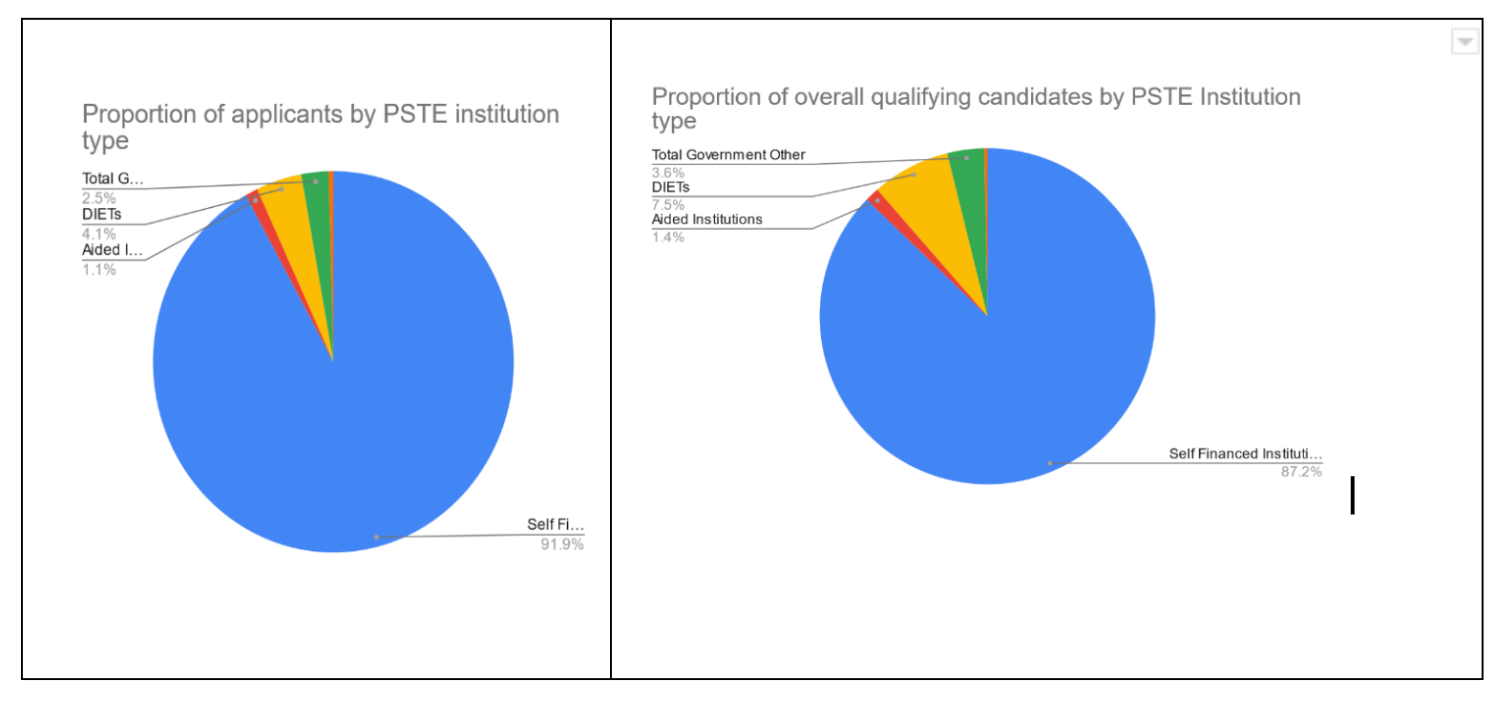 Proportion of applicants by PSTE institution
type
Total G...
2.5%
DIETs
4.1%
Aided I...
1.1%
Self Fi...
91.9%
Proportion of overall qualifying candidates by PSTE Institution
type
Total Government Other
3.6%
DIETs
7.5%
Aided Institutions
1.4%
Self Financed Instituti...
87.2%